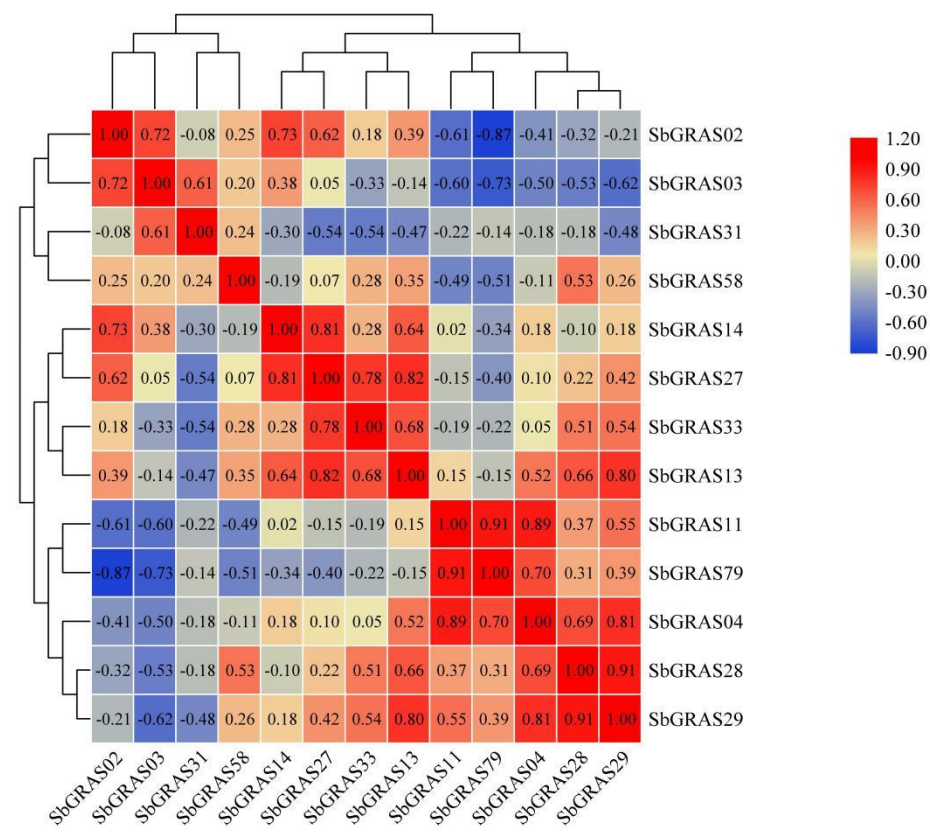 1.00 0.72 -0.08 0.25 0.73 0.62 0.18 0.39 -0.61 -0.87 -0.41 -0.32 -0.21 SbGRAS02
0.72 1.00 0.61 0.20 0.38 0.05 -0.33 -0.14 -0.60 -0.73 -0.50 -0.53 -0.62 SbGRAS03
-0.08 0.61 1.00 0.24 -0.30 -0.54 -0.54 -0.47 -0.22 -0.14 -0.18 -0.18 -0.48 SbGRAS31
0.25 0.20 0.24 1.00 -0.19 0.07 0.28 0.35 -0.49 -0.51 -0.11 0.53 0.26 SbGRAS58
0.73 0.38 -0.30 -0.19 1.00 0.81 0.28 0.64 0.02 -0.34 0.18 -0.10 0.18 SbGRAS14
0.62 0.05 -0.54 0.07 0.81 1.00 0.78 0.82 -0.15 -0.40 0.10 0.22 0.42 SbGRAS27
0.18 -0.33 -0.54 0.28 0.28 0.78 1.00 0.68 -0.19 -0.22 0.05 0.51 0.54 SbGRAS33
0.39 -0.14 -0.47 0.35 0.64 0.82 0.68 1.00 0.15 -0.15 0.52 0.66 0.80 SbGRAS13
-0.61 -0.60 -0.22 -0.49 0.02 -0.15 -0.19 0.15 1.00 0.91 0.89 0.37 0.55 SbGRAS11
-0.87 -0.73 -0.14 -0.51 -0.34 -0.40 -0.22 -0.15 0.91 1.00 0.70 0.31 0.39 SbGRAS79
-0.41 -0.50 -0.18 -0.11 0.18 0.10 0.05 0.52 0.89 0.70 1.00 0.69 0.81 SbGRAS04
-0.32 -0.53 -0.18 0.53 -0.10 0.22 0.51 0.66 0.37 0.31 0.69 1.00 0.91 SbGRAS28
-0.21 -0.62 -0.48 0.26 0.18 0.42 0.54 0.80 0.55 0.39 0.81 0.91 1.00 SbGRAS29
SbGRAS02 SbGRAS03 SbGRAS31 SbGRAS58 SbGRAS14 SbGRAS27 SbGRAS33 SbGRAS13 SbGRAS11 SbGRAS79 SbGRAS04 SbGRAS28 SbGRAS29
1.20
0.90
0.60
0.30
0.00
-0.30
-0.60
-0.90